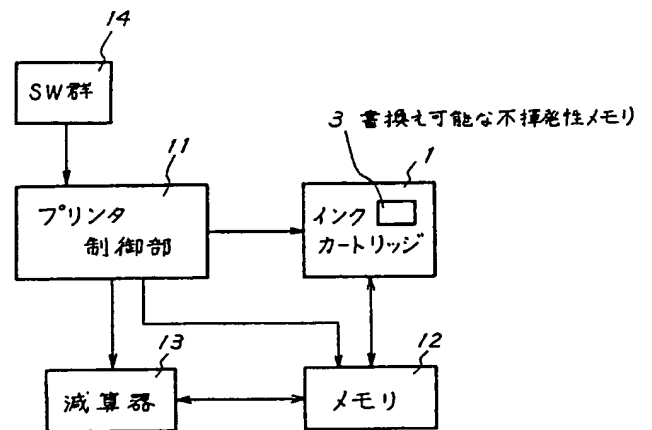 14
SW群
3 書換え可能な不揮発性メモリ
11
1
プリンタ
制御部
インク
カートリッジ
13
12
減算器
メモリ